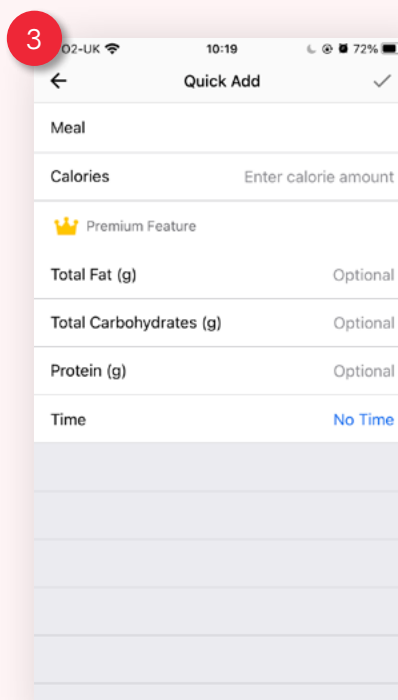 3
O2-UK 10:19 72%
Quick Add
Meal
Calories Enter calorie amount
Premium Feature
Total Fat (g) Optional
Total Carbohydrates (g) Optional
Protein (g) Optional
Time No Time